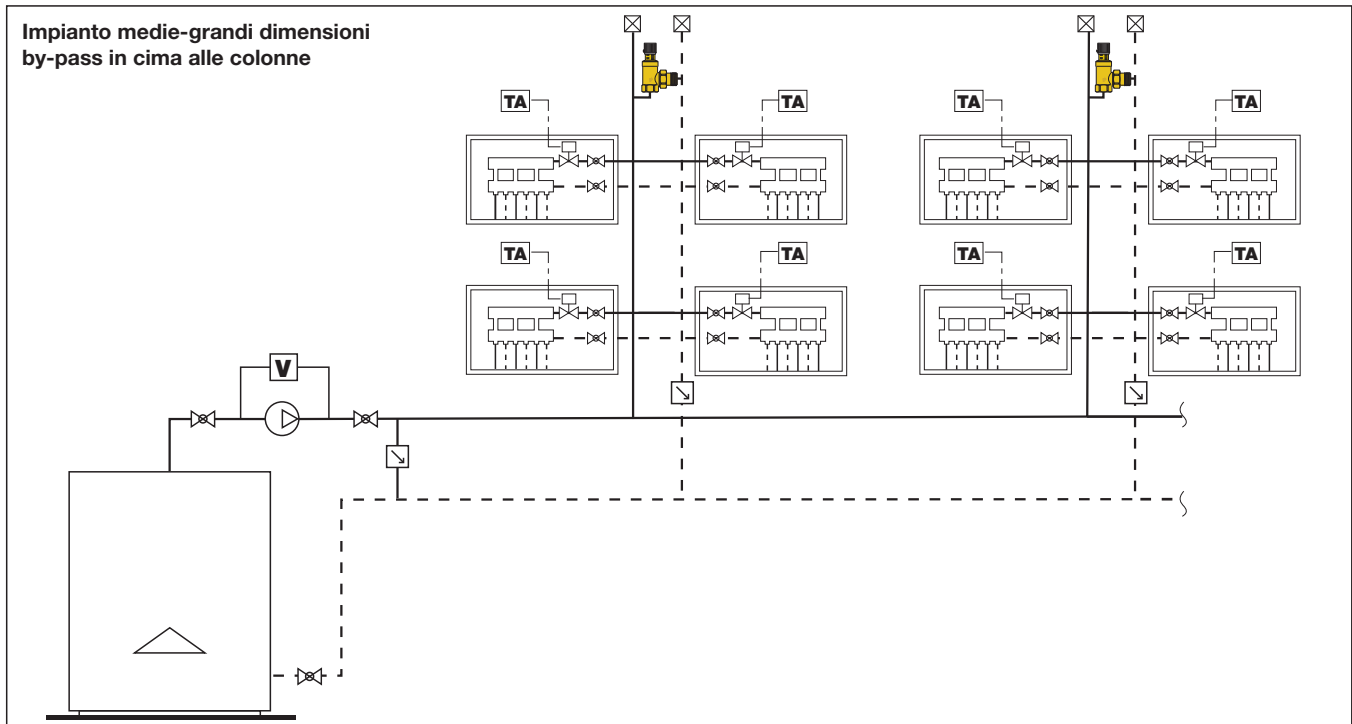 Impianto medie-grandi dimensioni
by-pass in cima alle colonne
TA TA TA TA
TA TA TA TA
V